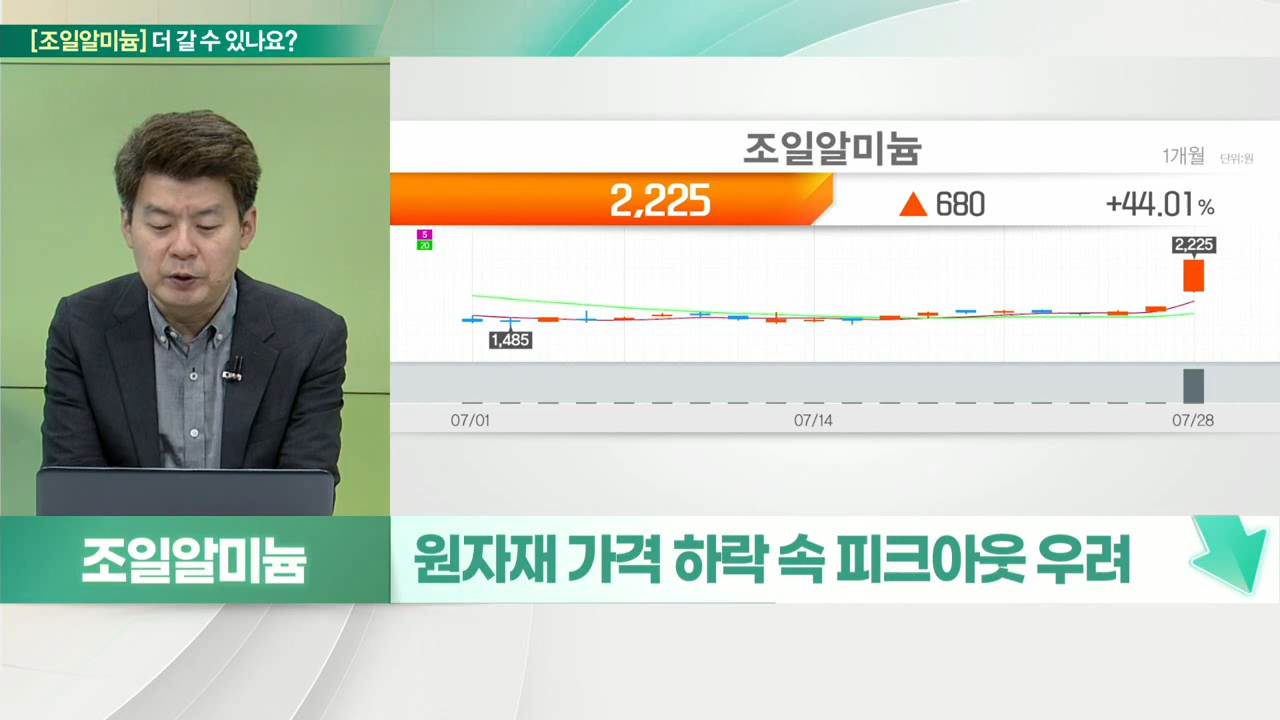 [조일알미늄] 더 갈 수 있나요?
조일알미늄
1개월 단위:원
2,225 ▲ 680 +44.01%
5
20
2,225
1,485
07/01 07/14 07/28
조일알미늄
원자재 가격 하락 속 피크아웃 우려